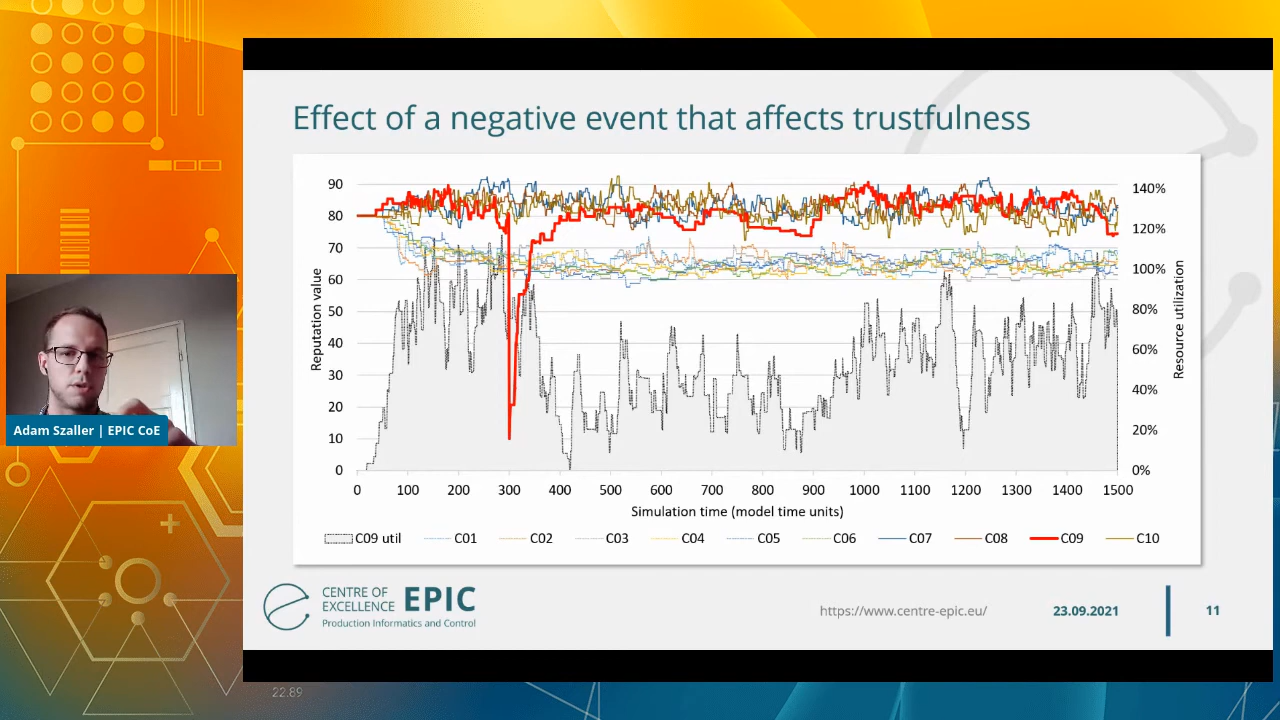 Effect of a negative event that affects trustfulness
90
80
70
60
50
40
30
20
10
0
Reputation value
140%
120%
100%
80%
60%
40%
20%
0%
Resource utilization
0 100 200 300 400 500 600 700 800 900 1000 1100 1200 1300 1400 1500
Simulation time (model time units)
C09 util C01 C02 C03 C04 C05 C06 C07 C08 C09 C10
Adam Szaller | EPIC CoE
CENTRE OF
EXCELLENCE EPIC
Production Informatics and Control
https://www.centre-epic.eu/ 23.09.2021 11
22.89